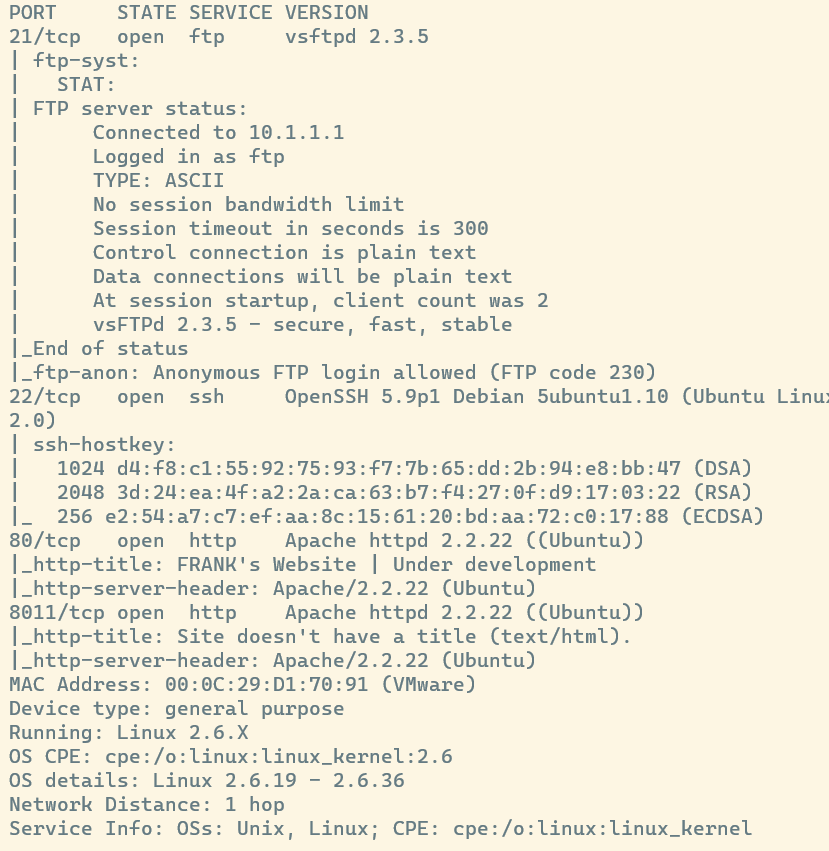 PORT     STATE SERVICE VERSION
21/tcp   open  ftp     vsftpd 2.3.5
| ftp-syst:
|   STAT:
| FTP server status:
|      Connected to 10.1.1.1
|      Logged in as ftp
|      TYPE: ASCII
|      No session bandwidth limit
|      Session timeout in seconds is 300
|      Control connection is plain text
|      Data connections will be plain text
|      At session startup, client count was 2
|      vsFTPd 2.3.5 - secure, fast, stable
|_End of status
|_ftp-anon: Anonymous FTP login allowed (FTP code 230)
22/tcp   open  ssh     OpenSSH 5.9p1 Debian 5ubuntu1.10 (Ubuntu Linux
2.0)
| ssh-hostkey:
|   1024 d4:f8:c1:55:92:75:93:f7:7b:65:dd:2b:94:e8:bb:47 (DSA)
|   2048 3d:24:ea:4f:a2:2a:ca:63:b7:f4:27:0f:d9:17:03:22 (RSA)
|_  256 e2:54:a7:c7:ef:aa:8c:15:61:20:bd:aa:72:c0:17:88 (ECDSA)
80/tcp   open  http    Apache httpd 2.2.22 ((Ubuntu))
|_http-title: FRANK's Website | Under development
|_http-server-header: Apache/2.2.22 (Ubuntu)
8011/tcp open  http    Apache httpd 2.2.22 ((Ubuntu))
|_http-title: Site doesn't have a title (text/html).
|_http-server-header: Apache/2.2.22 (Ubuntu)
MAC Address: 00:0C:29:D1:70:91 (VMware)
Device type: general purpose
Running: Linux 2.6.X
OS CPE: cpe:/o:linux:linux_kernel:2.6
OS details: Linux 2.6.19 - 2.6.36
Network Distance: 1 hop
Service Info: OSs: Unix, Linux; CPE: cpe:/o:linux:linux_kernel